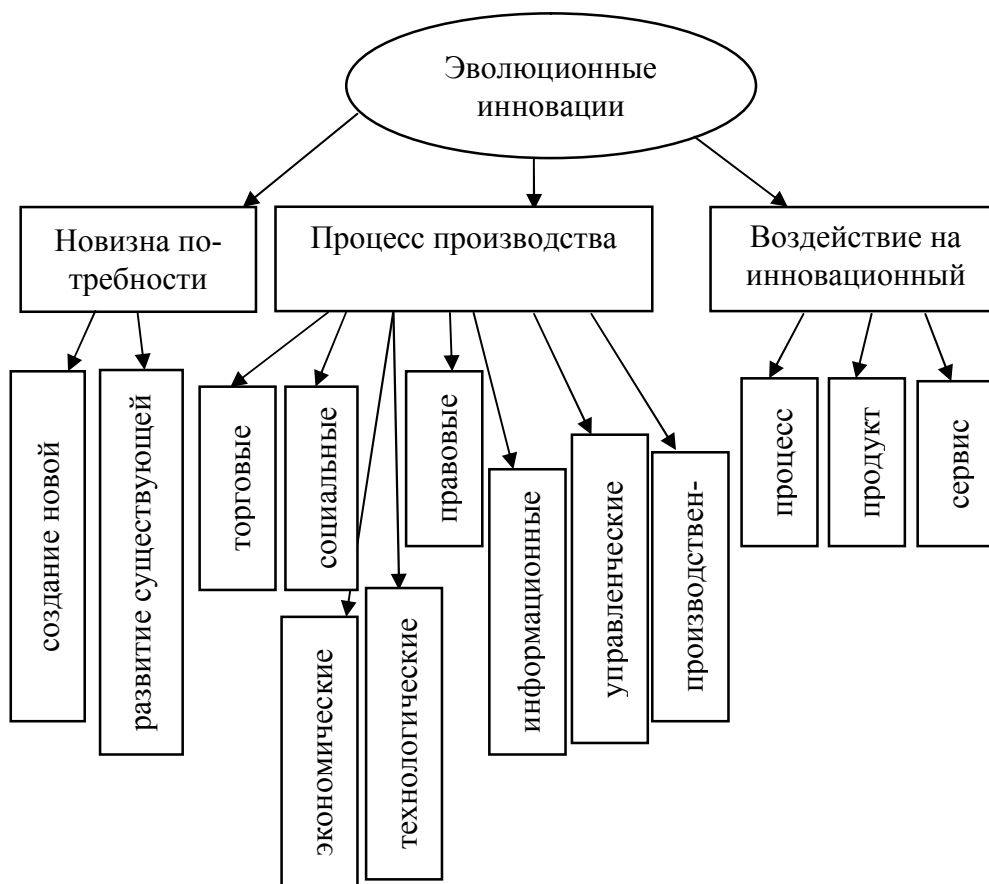 Эволюционные
инновации
Новизна по-
требности
Процесс производства
Воздействие на
инновационный
создание новой
развитие существующей
торговые
социальные
экономические
технологические
правовые
информационные
управленческие
производствен-
процесс
продукт
сервис